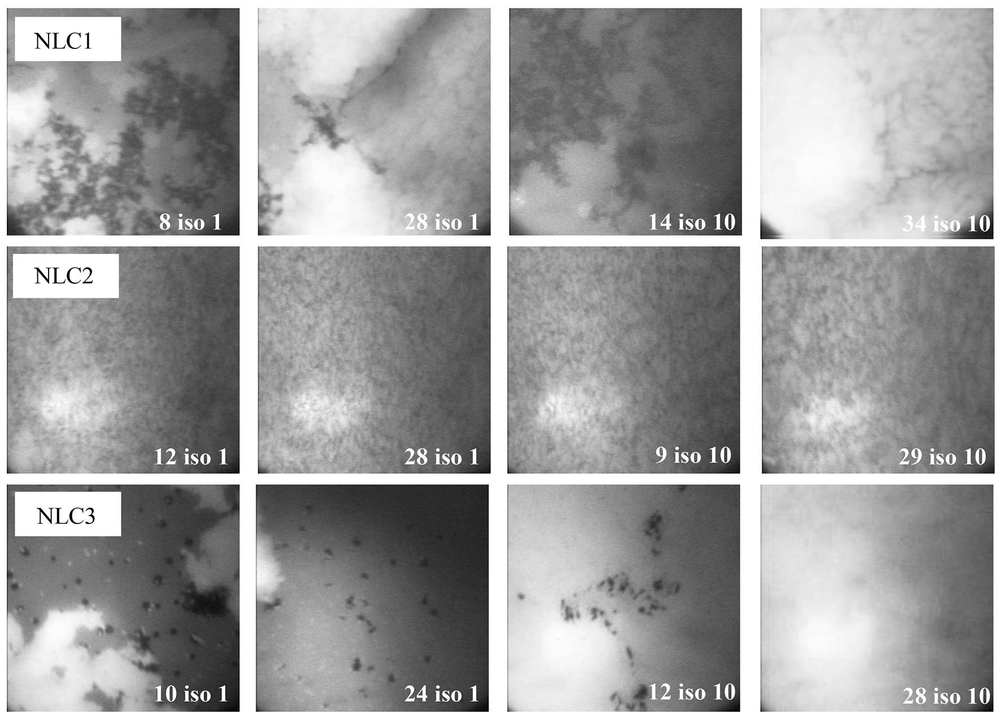 NLC1
8 iso 1
28 iso 1
14 iso 10
34 iso 10
NLC2
12 iso 1
28 iso 1
9 iso 10
29 iso 10
NLC3
10 iso 1
24 iso 1
12 iso 10
28 iso 10